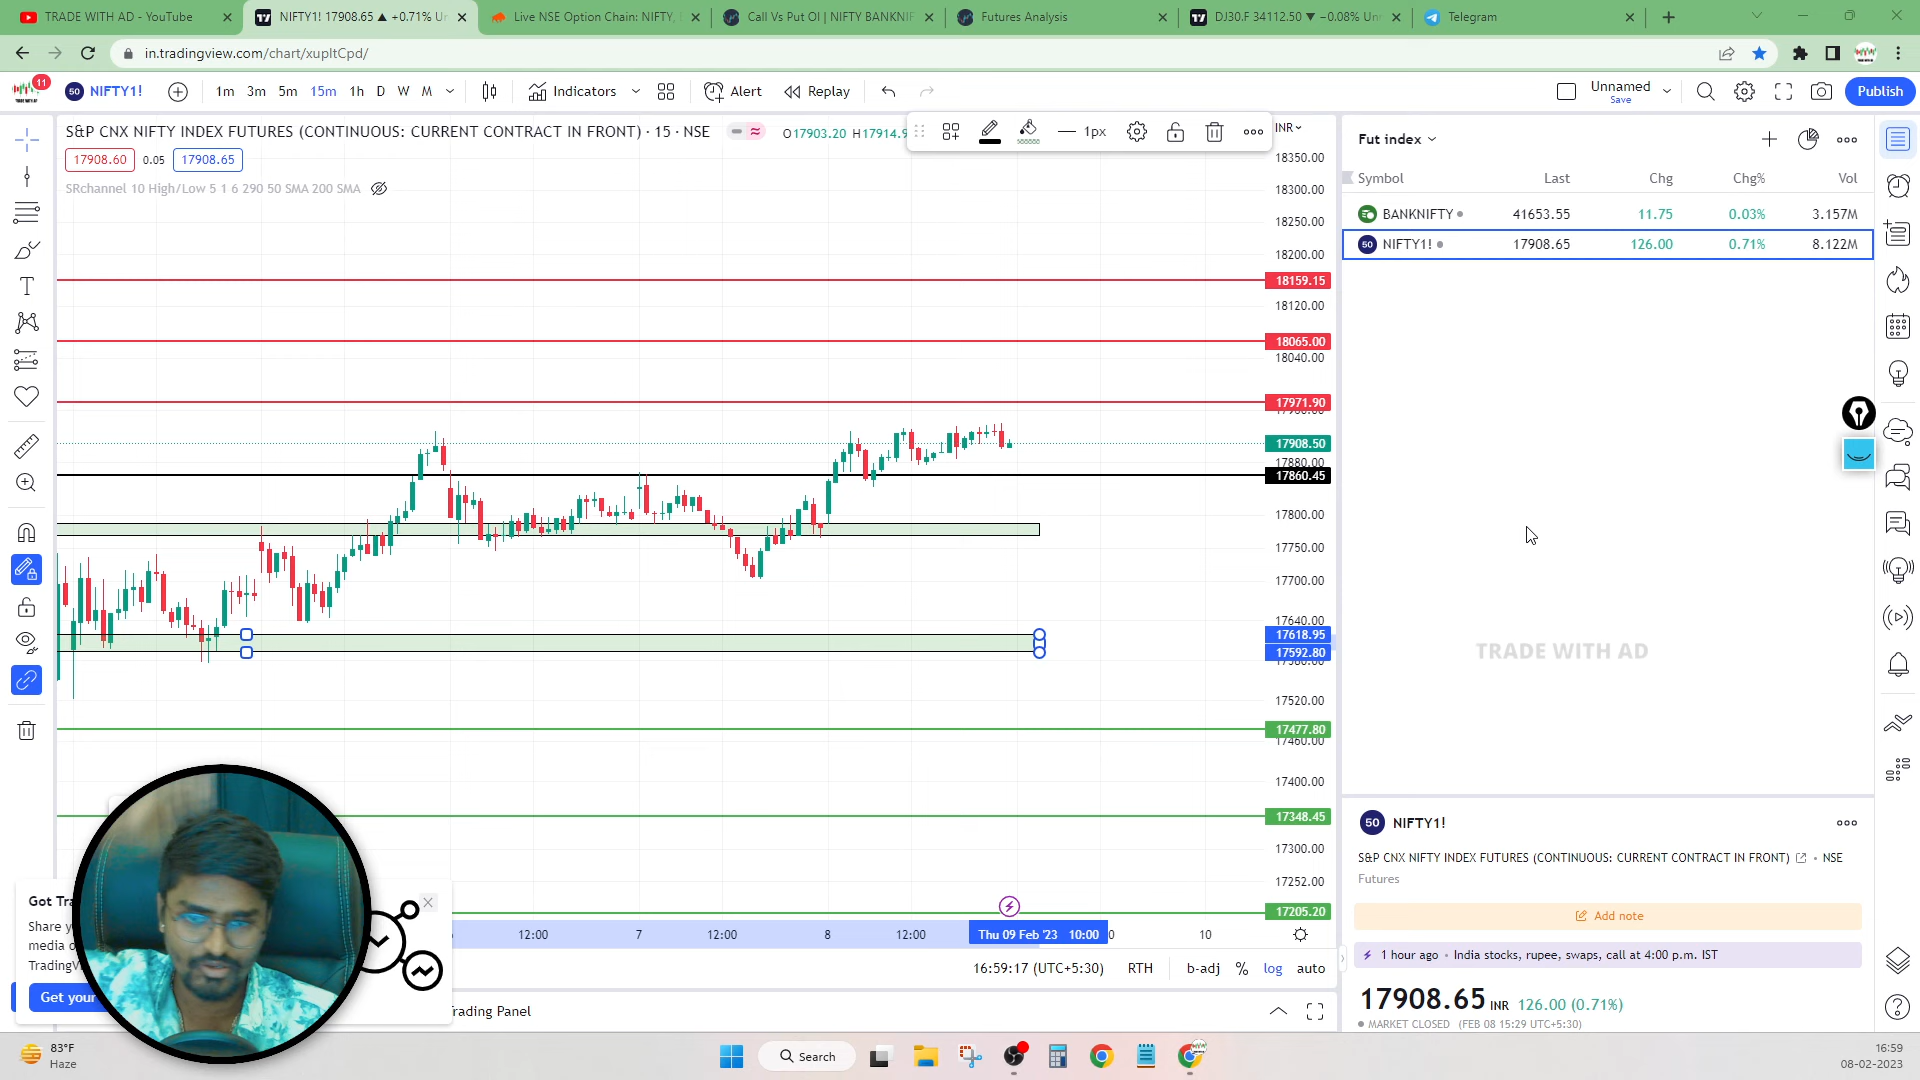 TRADE WITH AD - YouTube
NIFTY1! 17908.65 ▲ +0.71% Un
Live NSE Option Chain: NIFTY,
Call Vs Put OI | NIFTY BANKNIF
Futures Analysis
DJ30.F 34112.50 ▼ −0.08% Un
Telegram
in.tradingview.com/chart/xupltCpd/
11
50 NIFTY1!
1m 3m 5m 15m 1h D W M
Indicators
Alert
Replay
Unnamed
Save
Publish
S&P CNX NIFTY INDEX FUTURES (CONTINUOUS: CURRENT CONTRACT IN FRONT) · 15 · NSE
O17903.20 H17914.9
1px
INR
17908.60 0.05 17908.65
SRchannel 10 High/Low 5 1 6 290 50 SMA 200 SMA
18350.00
18300.00
18250.00
18200.00
18159.15
18120.00
18065.00
18040.00
17971.90
17908.50
17880.00
17860.45
17800.00
17750.00
17700.00
17640.00
17618.95
17592.80
17520.00
17477.80
17460.00
17400.00
17348.45
17300.00
17252.00
17205.20
12:00 7 12:00 8 12:00 Thu 09 Feb '23 10:00 10
16:59:17 (UTC+5:30) RTH b-adj % log auto
Trading Panel
Got Tra
Share y
media o
TradingV
Get your
Fut index
Symbol Last Chg Chg% Vol
BANKNIFTY 41653.55 11.75 0.03% 3.157M
50 NIFTY1! 17908.65 126.00 0.71% 8.122M
TRADE WITH AD
50 NIFTY1!
S&P CNX NIFTY INDEX FUTURES (CONTINUOUS: CURRENT CONTRACT IN FRONT) • NSE
Futures
Add note
1 hour ago • India stocks, rupee, swaps, call at 4:00 p.m. IST
17908.65 INR 126.00 (0.71%)
MARKET CLOSED (FEB 08 15:29 UTC+5:30)
83°F
Haze
Search
16:59
08-02-2023